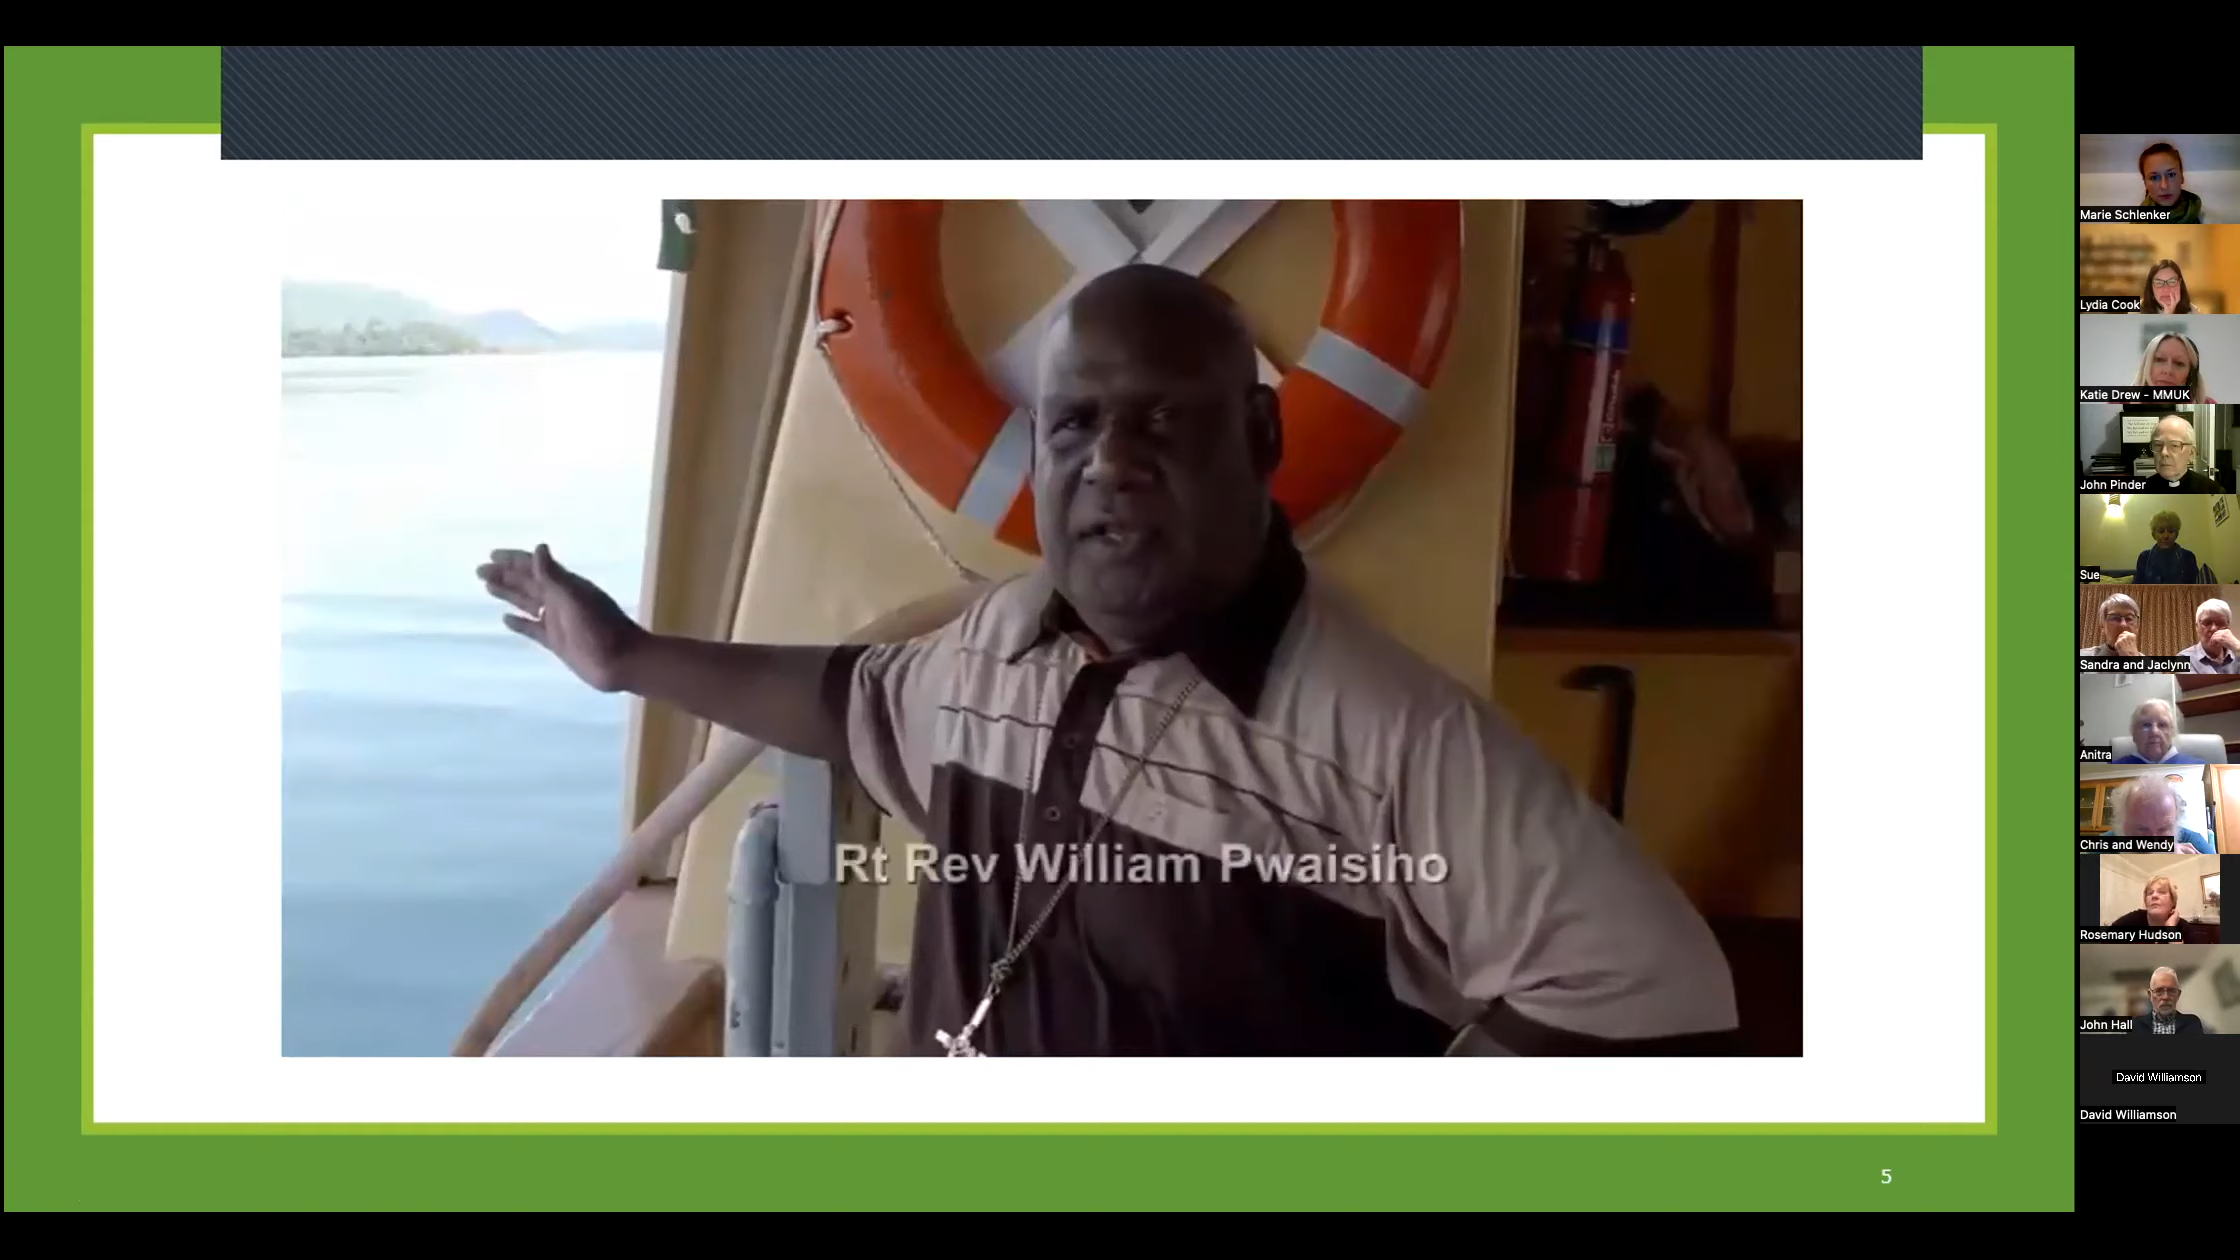 Rt Rev William Pwaisiho
5
Marie Schlenker
Lydia Cook
Katie Drew - MMUK
John Pinder
Sue
Sandra and Jaclynn
Anitra
Chris and Wendy
Rosemary Hudson
John Hall
David Williamson
David Williamson